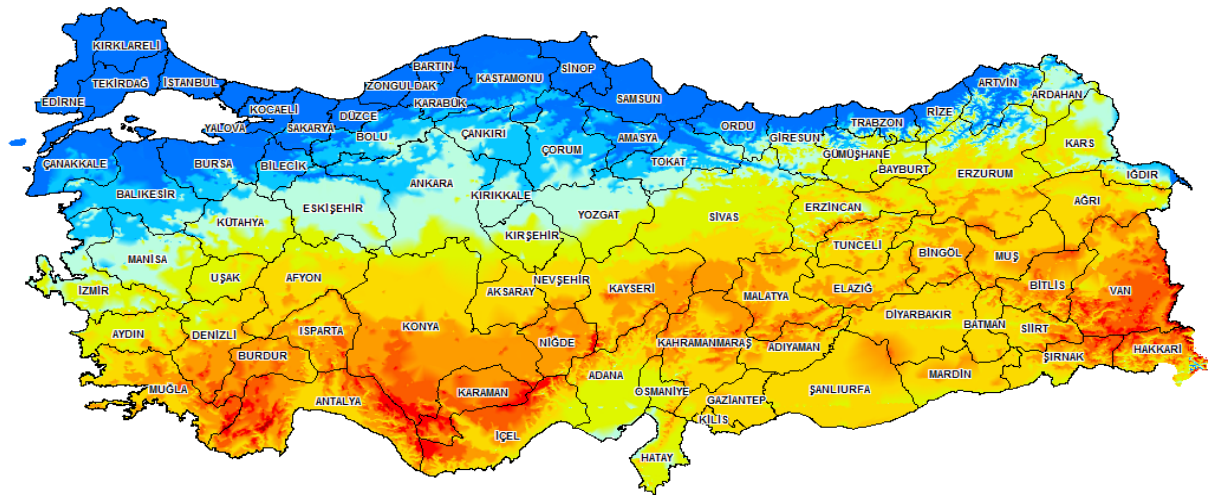 KIRKLARELİ
TEKİRDAĞ
İSTANBUL
EDİRNE
KOCAELİ
YALOVA
SAKARYA
DÜZCE
ZONGULDAK
BARTIN
KARABÜK
KASTAMONU
SİNOP
SAMSUN
BOLU
ÇANKIRI
ÇORUM
AMASYA
ORDU
TOKAT
GİRESUN
TRABZON
GÜMÜŞHANE
RİZE
ARTVİN
ARDAHAN
KARS
BAYBURT
ERZURUM
IĞDIR
ÇANAKKALE
BURSA
BİLECİK
BALIKESİR
KÜTAHYA
ESKİŞEHİR
ANKARA
KIRIKKALE
KIRŞEHİR
YOZGAT
SİVAS
ERZİNCAN
TUNCELİ
BİNGÖL
MUŞ
AĞRI
MANİSA
İZMİR
UŞAK
AFYON
AKSARAY
NEVŞEHİR
KAYSERİ
MALATYA
ELAZIĞ
DİYARBAKIR
BATMAN
BİTLİS
SİİRT
VAN
AYDIN
DENİZLİ
ISPARTA
BURDUR
KONYA
NİĞDE
KAHRAMANMARAŞ
ADIYAMAN
MARDİN
ŞIRNAK
HAKKARİ
MUĞLA
ANTALYA
KARAMAN
İÇEL
ADANA
OSMANİYE
GAZİANTEP
KİLİS
ŞANLIURFA
HATAY